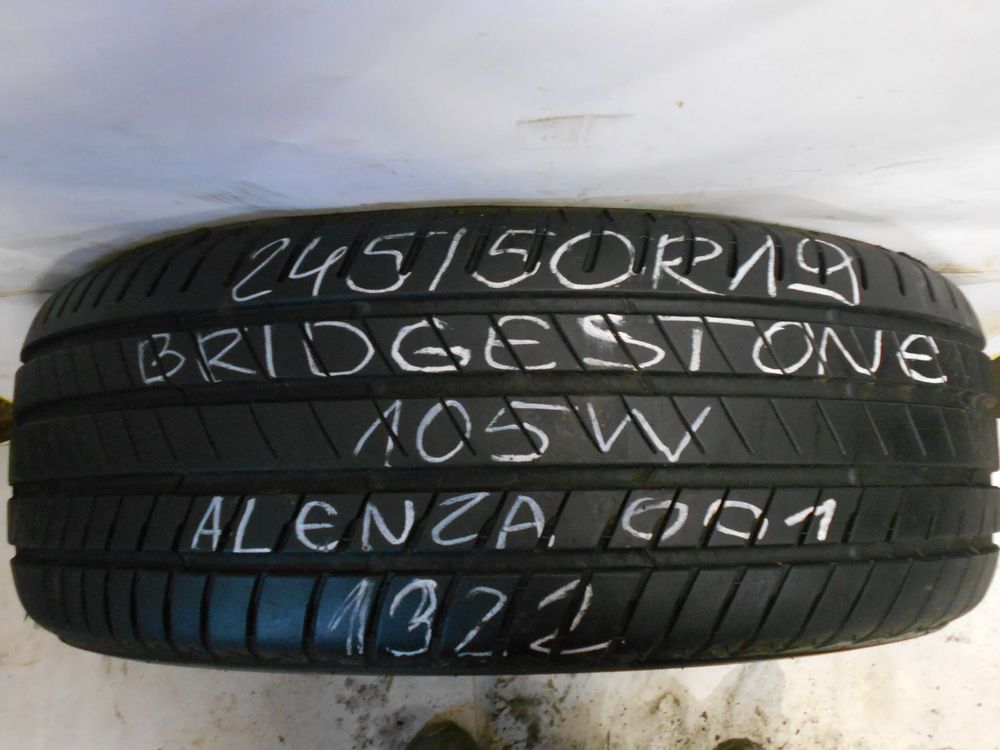 245/50R19
BRIDGESTONE
105W
ALENZA 001
1322